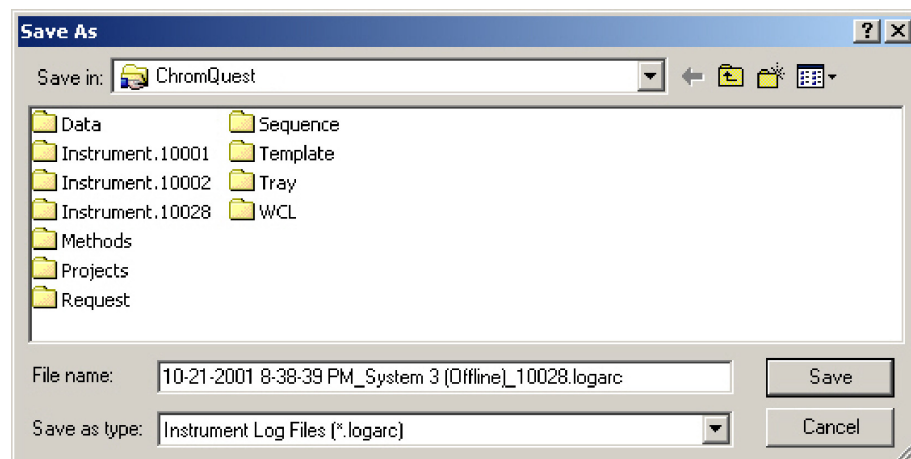 Save As
Save in: ChromQuest
Data
Instrument.10001
Instrument.10002
Instrument.10028
Methods
Projects
Request
Sequence
Template
Tray
WCL
File name: 10-21-2001 8-38-39 PM_System 3 (Offline)_10028.logarc
Save
Save as type: Instrument Log Files (*.logarc)
Cancel